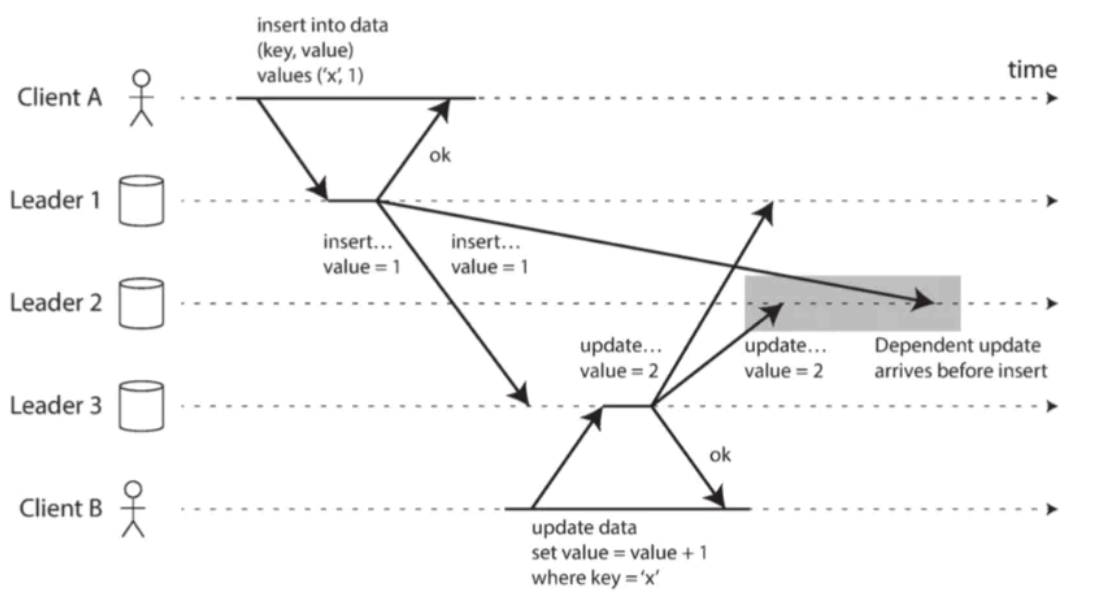 insert into data
(key, value)
values (‘x’, 1)
time
Client A
ok
Leader 1
insert…
value = 1
insert…
value = 1
Leader 2
update…
value = 2
update…
value = 2
Dependent update
arrives before insert
Leader 3
ok
Client B
update data
set value = value + 1
where key = ‘x’